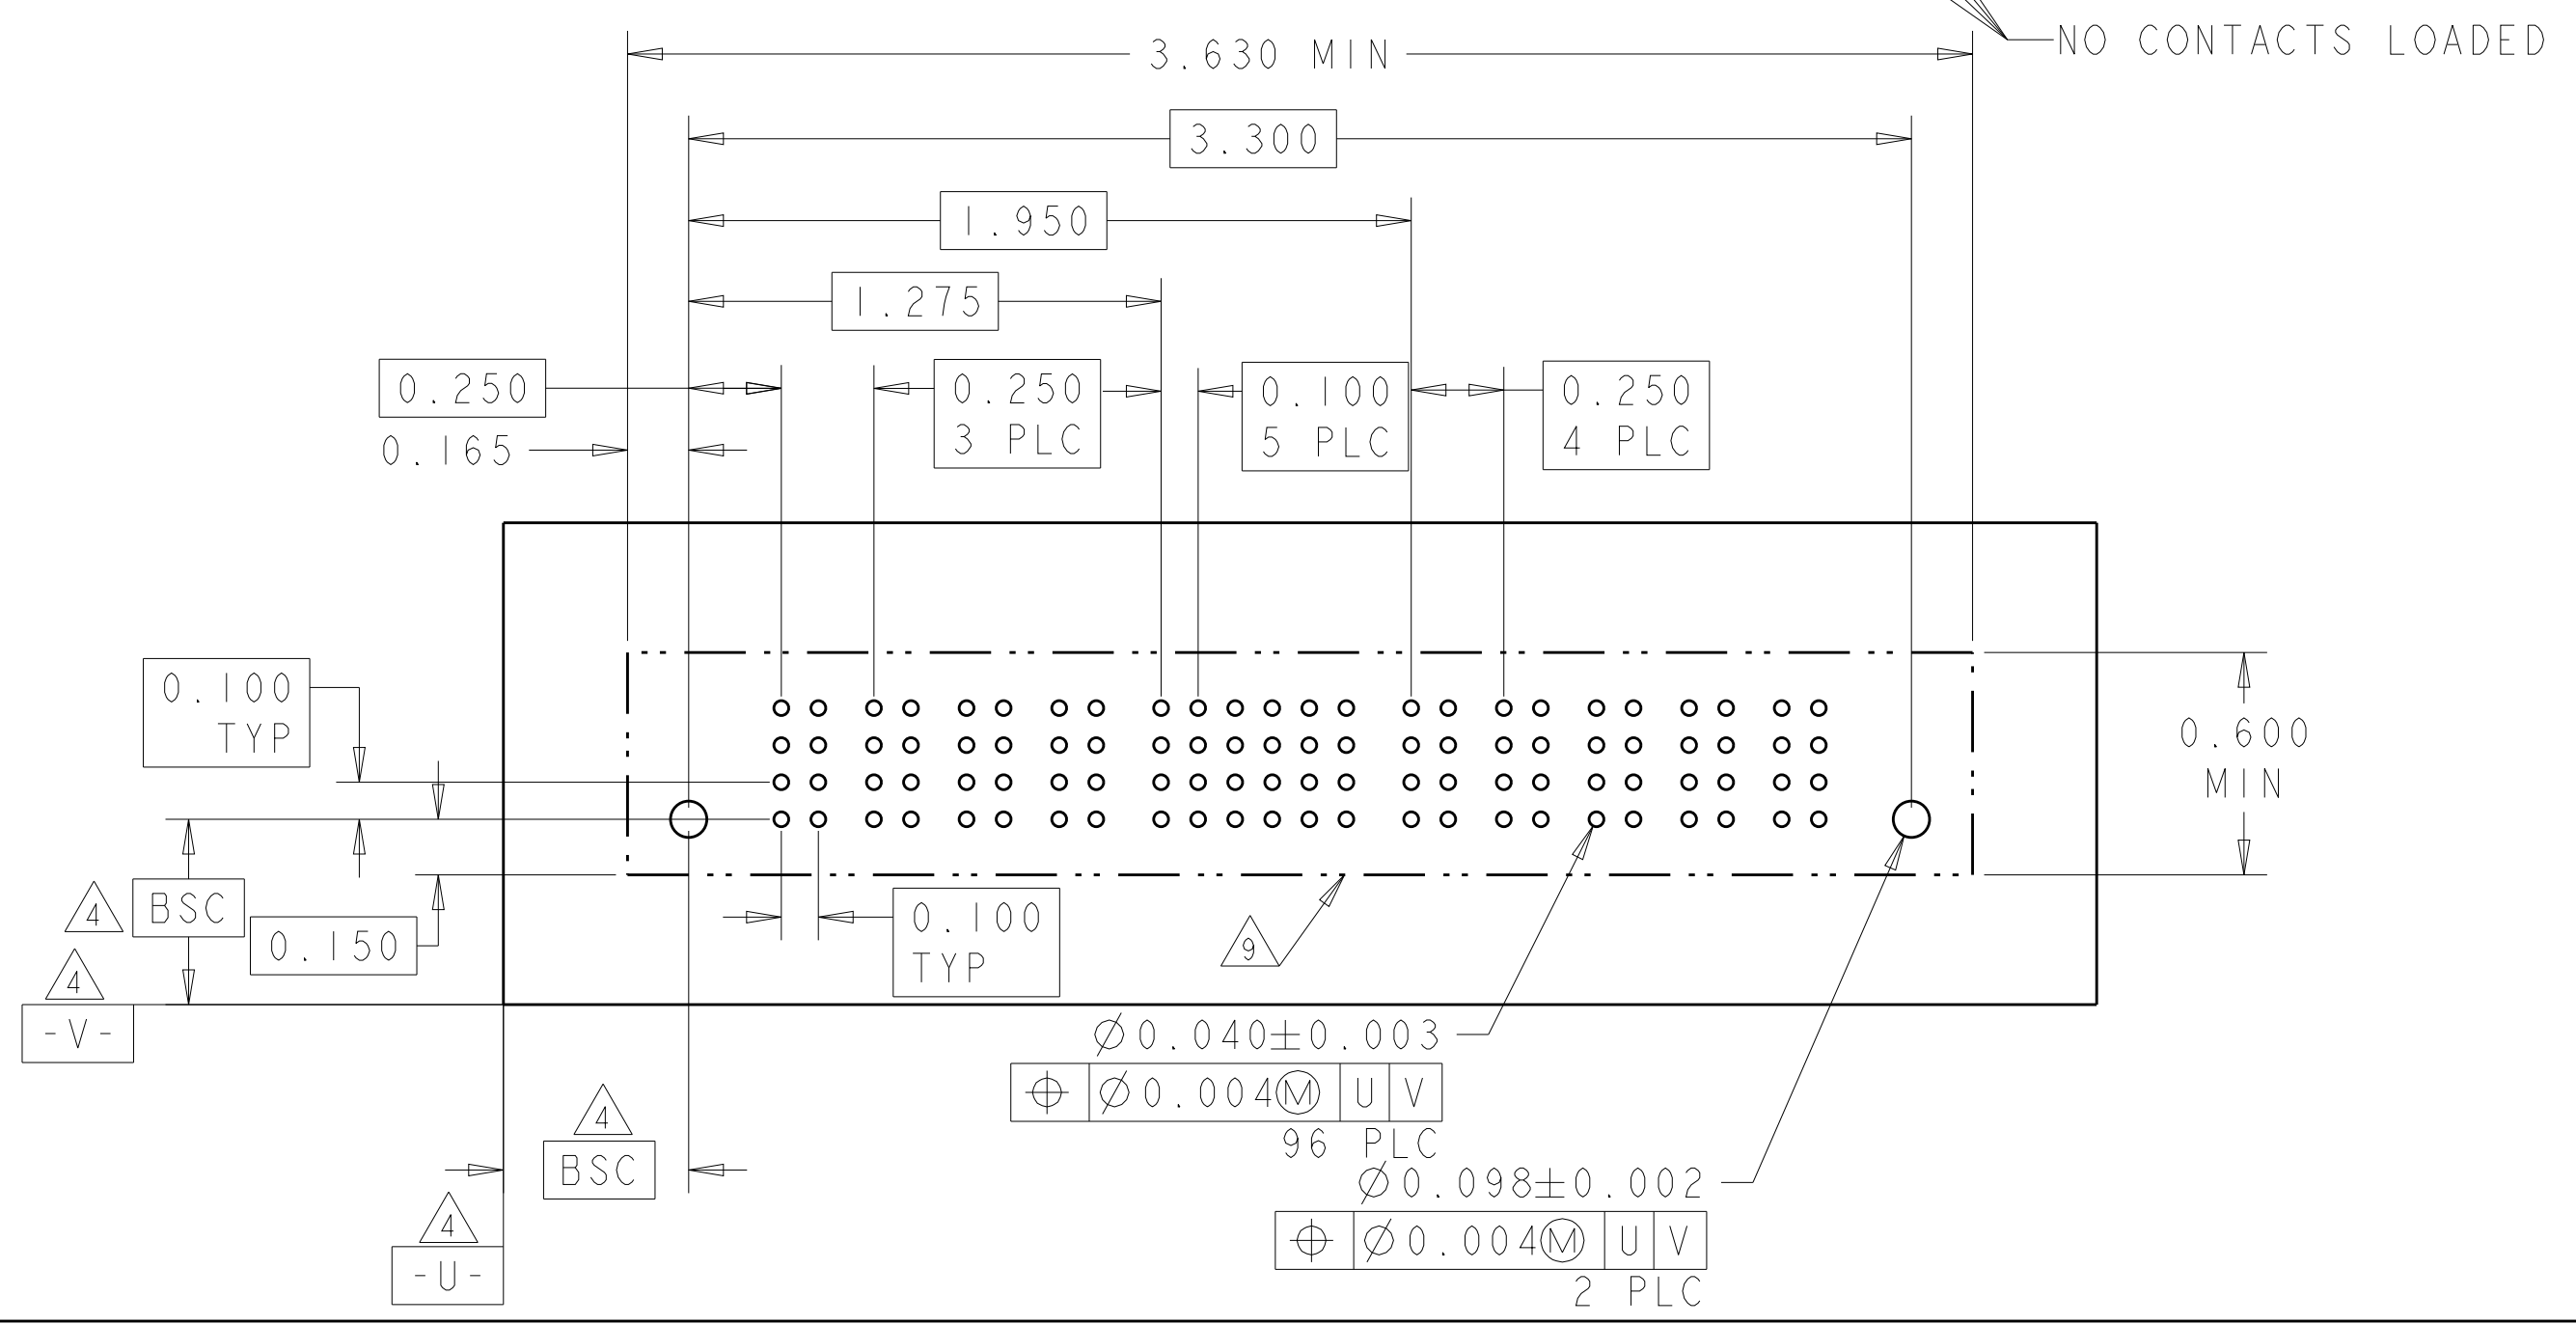 NO CONTACTS LOADED
3.630 MIN
3.300
1.950
1.275
0.250
0.250
3 PLC
0.100
5 PLC
0.250
4 PLC
0.165
0.100
TYP
0.600
MIN
4
BSC
0.150
0.100
TYP
9
4
-V-
Ø0.040±0.003
⌖ Ø0.004Ⓜ U V
96 PLC
4
BSC
Ø0.098±0.002
⌖ Ø0.004Ⓜ U V
2 PLC
4
-U-